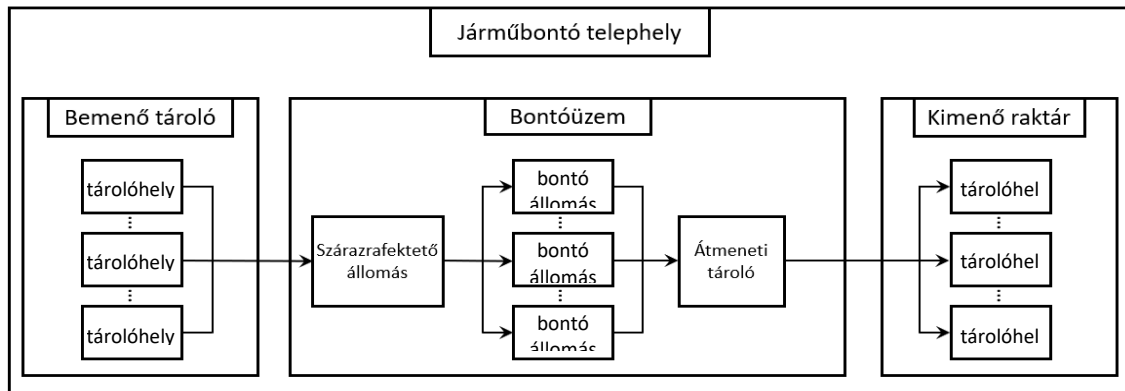 Járműbontó telephely
Bemenő tároló
tárolóhely
tárolóhely
tárolóhely
Bontóüzem
Szárazrafektető
állomás
bontó
állomás
bontó
állomás
bontó
állomás
Átmeneti
tároló
Kimenő raktár
tárolóhel
tárolóhel
tárolóhel